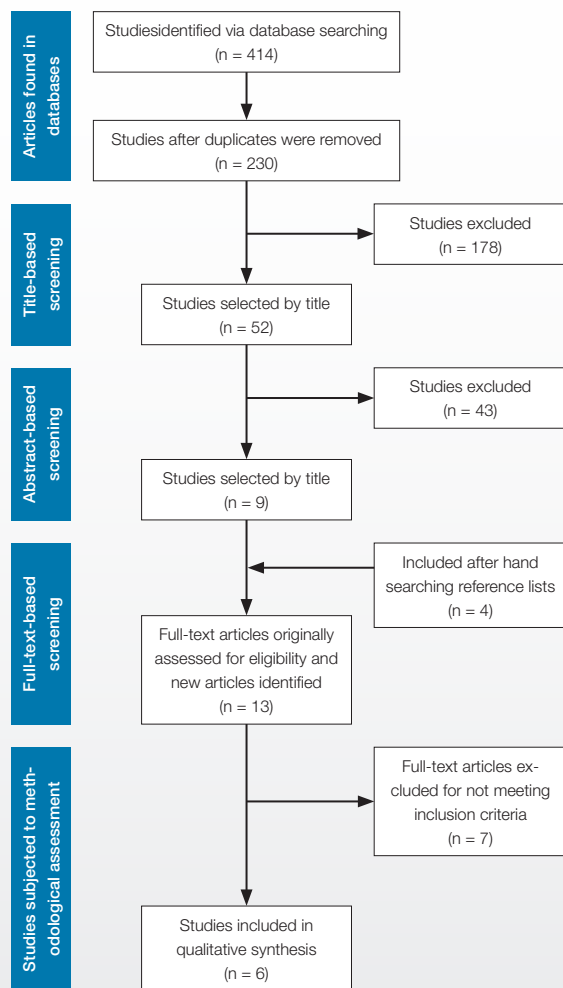 Articles found in
databases
Studiesidentified via database searching
(n = 414)
Studies after duplicates were removed
(n = 230)
Title-based
screening
Studies excluded
(n = 178)
Studies selected by title
(n = 52)
Abstract-based
screening
Studies excluded
(n = 43)
Studies selected by title
(n = 9)
Full-text-based
screening
Included after hand
searching reference lists
(n = 4)
Full-text articles originally
assessed for eligibility and
new articles identified
(n = 13)
Studies subjected to meth-
odological assessment
Full-text articles ex-
cluded for not meeting
inclusion criteria
(n = 7)
Studies included in
qualitative synthesis
(n = 6)